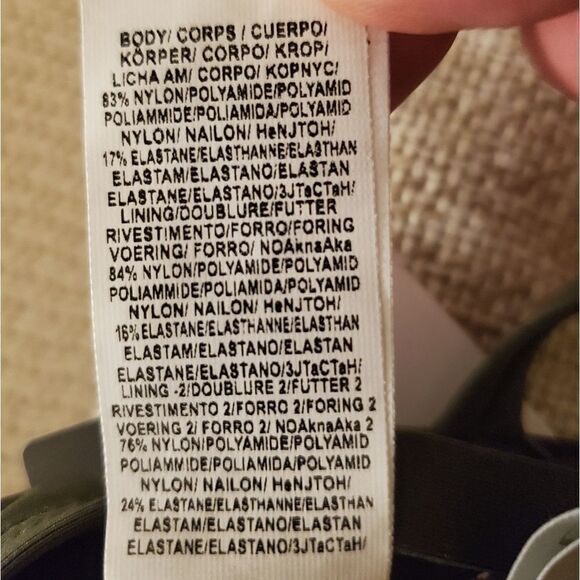 BODY/ CORPS / CUERPO/
KÖRPER/ CORPO/ KROP/
LICHA AM/ CORPO/ KOPNYC/
83% NYLON/POLYAMIDE/POLYAMID
POLIAMMIDE/POLIAMIDA/POLYAMID
NYLON/ NAILON/ HeNJTOH/
17% ELASTANE/ELASTHANNE/ELASTHAN
ELASTAM/ELASTANO/ELASTAN
ELASTANE/ELASTANO/3JTaCTaH/
LINING/DOUBLURE/FUTTER
RIVESTIMENTO/FORRO/FORING
VOERING/ FORRO/ NOAknaAka
84% NYLON/POLYAMIDE/POLYAMID
POLIAMMIDE/POLIAMIDA/POLYAMID
NYLON/ NAILON/ HeNJTOH/
16% ELASTANE/ELASTHANNE/ELASTHAN
ELASTAM/ELASTANO/ELASTAN
ELASTANE/ELASTANO/3JTaCTaH/
LINING -2/DOUBLURE 2/FUTTER 2
RIVESTIMENTO 2/FORRO 2/FORING 2
VOERING 2/ FORRO 2/ NOAknaAka 2
76% NYLON/POLYAMIDE/POLYAMID
POLIAMMIDE/POLIAMIDA/POLYAMID
NYLON/ NAILON/ HeNJTOH/
24% ELASTANE/ELASTHANNE/ELASTHAN
ELASTAM/ELASTANO/ELASTAN
ELASTANE/ELASTANO/3JTaCTaH/